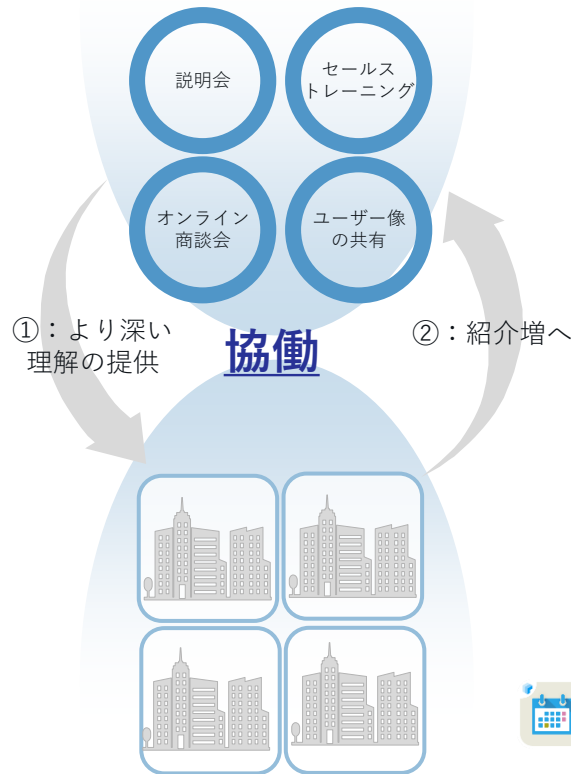 説明会
セールス
トレーニング
オンライン
商談会
ユーザー像
の共有
①：より深い
理解の提供
協働
②：紹介増へ